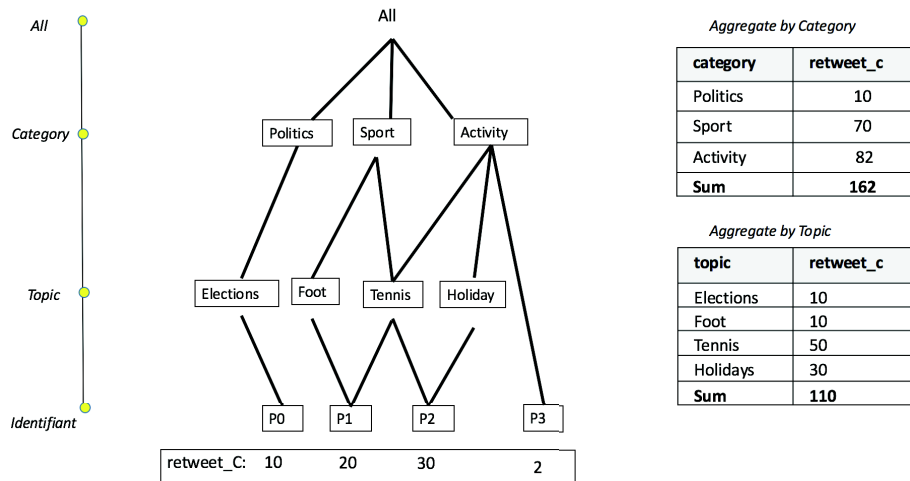 All
All
Category
Politics
Sport
Activity
Topic
Elections
Foot
Tennis
Holiday
Identifiant
P0
P1
P2
P3
retweet_C: 10 20 30 2
Aggregate by Category
category retweet_c
Politics 10
Sport 70
Activity 82
Sum 162
Aggregate by Topic
topic retweet_c
Elections 10
Foot 10
Tennis 50
Holidays 30
Sum 110